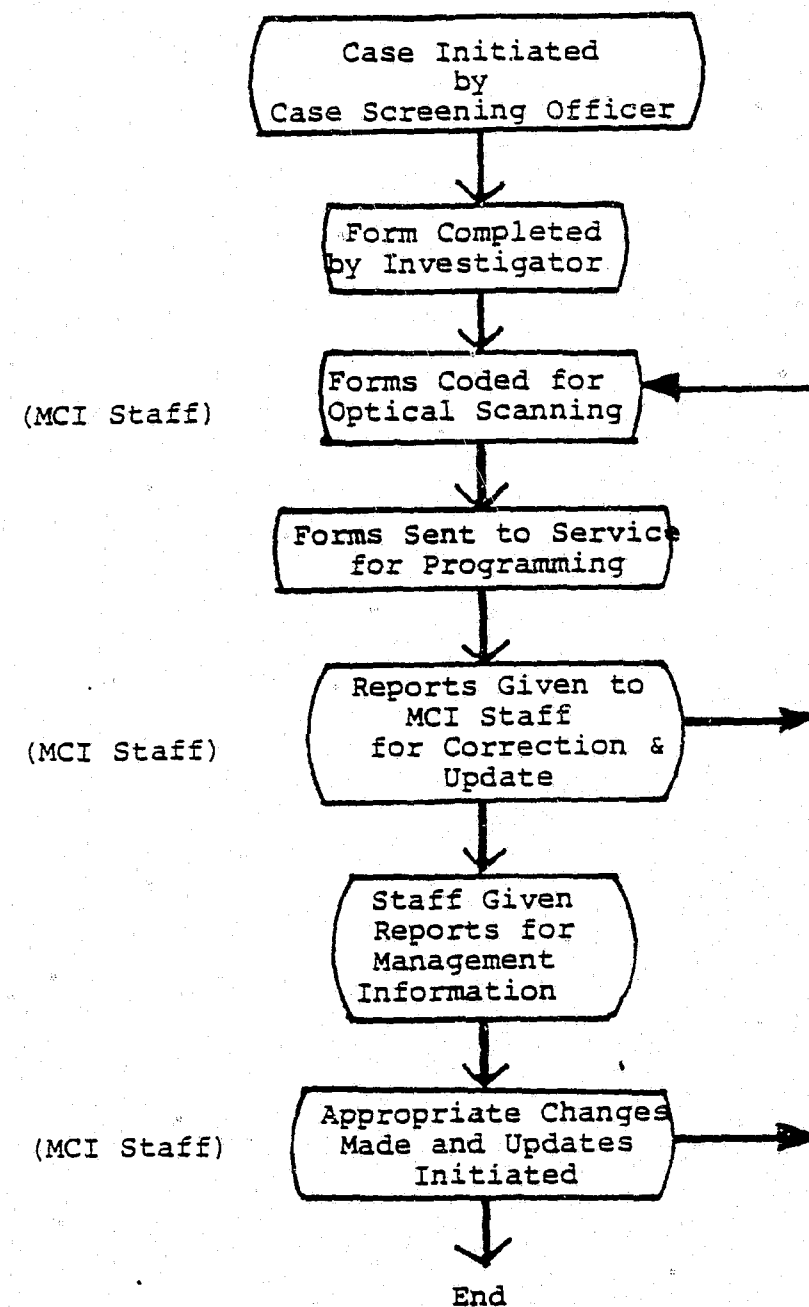 Case Initiated
by
Case Screening Officer
Form Completed
by Investigator
Forms Coded for
Optical Scanning
(MCI Staff)
Forms Sent to Service
for Programming
Reports Given to
MCI Staff
for Correction &
Update
(MCI Staff)
Staff Given
Reports for
Management
Information
Appropriate Changes
Made and Updates
Initiated
(MCI Staff)
End